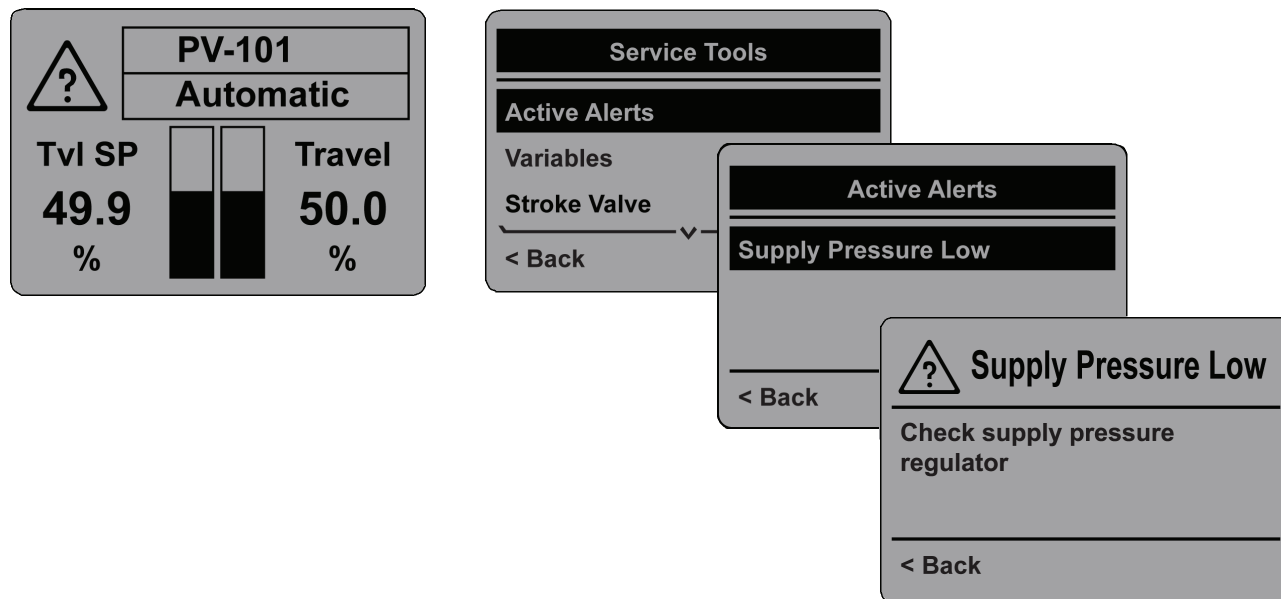 ?
PV-101
Automatic
Tvl SP
49.9
%
Travel
50.0
%
Service Tools
Active Alerts
Variables
Stroke Valve
< Back
Active Alerts
Supply Pressure Low
< Back
?
Supply Pressure Low
Check supply pressure
regulator
< Back